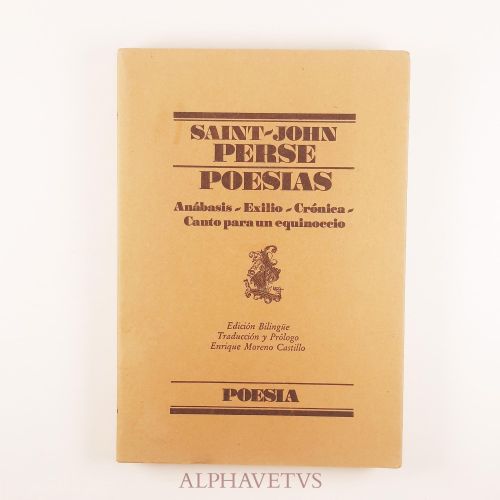 SAINT-JOHN
PERSE
POESIAS
Anábasis - Exilio - Crónica -
Canto para un equinoccio
Edición Bilingüe
Traducción y Prólogo
Enrique Moreno Castillo
POESIA
ALPHAVETVS